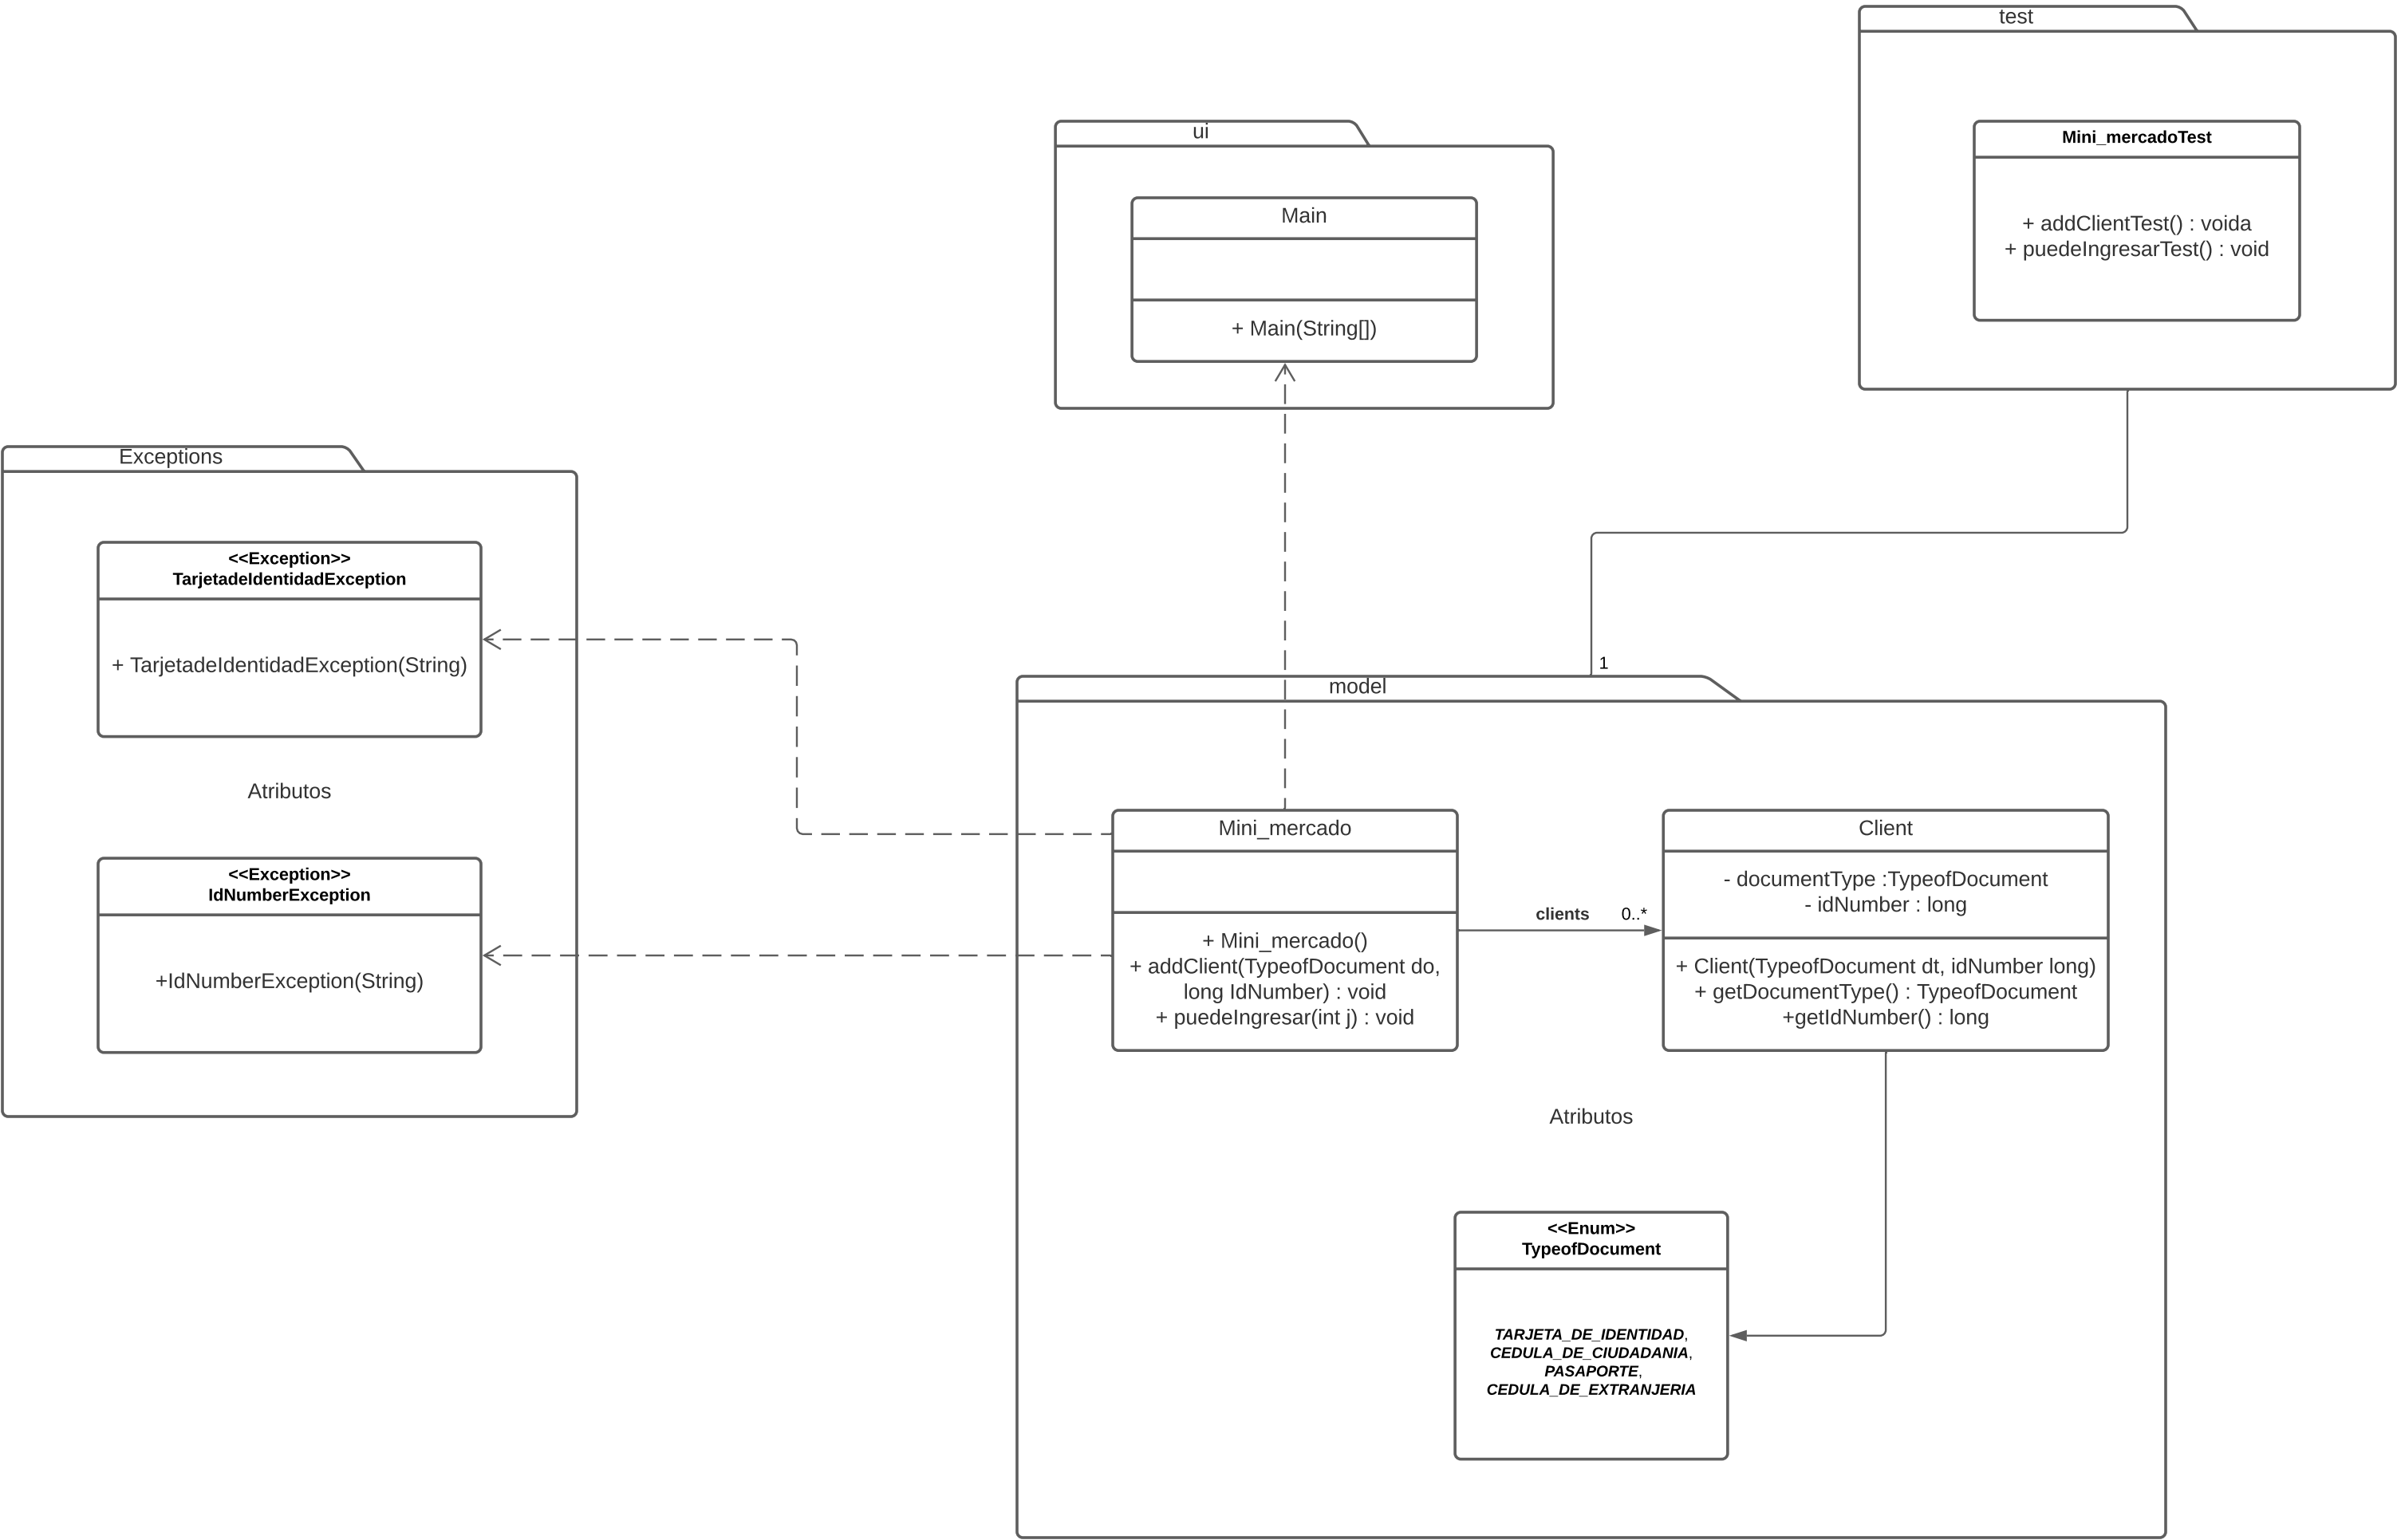 test
Mini_mercadoTest
+ addClientTest() : voida
+ puedeIngresarTest() : void
ui
Main
+ Main(String[])
Exceptions
<<Exception>>
TarjetadeIdentidadException
+ TarjetadeIdentidadException(String)
Atributos
<<Exception>>
IdNumberException
+IdNumberException(String)
1
model
Mini_mercado
+ Mini_mercado()
+ addClient(TypeofDocument do,
long IdNumber) : void
+ puedeIngresar(int j) : void
clients 0..*
Client
- documentType :TypeofDocument
- idNumber : long
+ Client(TypeofDocument dt, idNumber long)
+ getDocumentType() : TypeofDocument
+getIdNumber() : long
Atributos
<<Enum>>
TypeofDocument
TARJETA_DE_IDENTIDAD,
CEDULA_DE_CIUDADANIA,
PASAPORTE,
CEDULA_DE_EXTRANJERIA